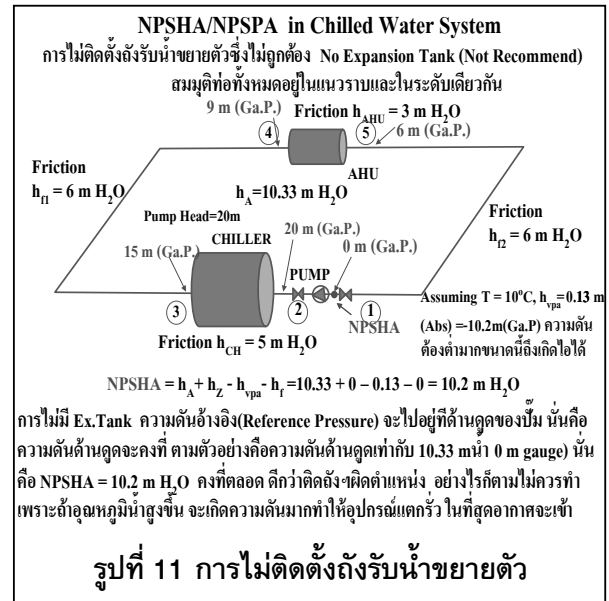 NPSHA/NPSPA in Chilled Water System
การไม่ติดตั้งถังรับน้ำขยายตัวซึ่งไม่ถูกต้อง No Expansion Tank (Not Recommend)
สมมุติท่อทั้งหมดอยู่ในแนวราบและในระดับเดียวกัน
9 m (Ga.P.)
Friction h_AHU = 3 m H₂O
④
⑤
6 m (Ga.P.)
AHU
Friction
h_f1 = 6 m H₂O
h_A=10.33 m H₂O
Friction
h_f2 = 6 m H₂O
Pump Head=20m
CHILLER
20 m (Ga.P.)
15 m (Ga.P.)
PUMP
0 m (Ga.P.)
③
②
①
NPSHA
Friction h_CH = 5 m H₂O
Assuming T = 10°C, h_vpa=0.13 m
(Abs) =-10.2m(Ga.P) ความดัน
ต้องต่ำมากขนาดนี้ถึงเกิดไอได้
NPSHA = h_A + h_Z - h_vpa - h_f =10.33 + 0 – 0.13 – 0 = 10.2 m H₂O
การไม่มี Ex.Tank ความดันอ้างอิง(Reference Pressure) จะไปอยู่ที่ด้านดูดของปั๊ม นั่นคือ
ความดันด้านดูดจะคงที่ ตามตัวอย่างคือความดันด้านดูดเท่ากับ 10.33 มน้ำ 0 m gauge) นั่น
คือ NPSHA = 10.2 m H₂O คงที่ตลอด ดีกว่าติดถังฯผิดตำแหน่ง อย่างไรก็ตามไม่ควรทำ
เพราะถ้าอุณหภูมิน้ำสูงขึ้น จะเกิดความดันมากทำให้อุปกรณ์แตกรั่ว ในที่สุดอากาศจะเข้า
รูปที่ 11 การไม่ติดตั้งถังรับน้ำขยายตัว